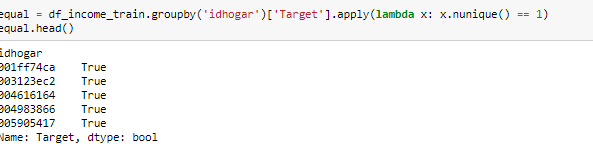 equal = df_income_train.groupby('idhogar')['Target'].apply(lambda x: x.nunique() == 1)
equal.head()
idhogar
001ff74ca    True
003123ec2    True
004616164    True
004983866    True
005905417    True
Name: Target, dtype: bool